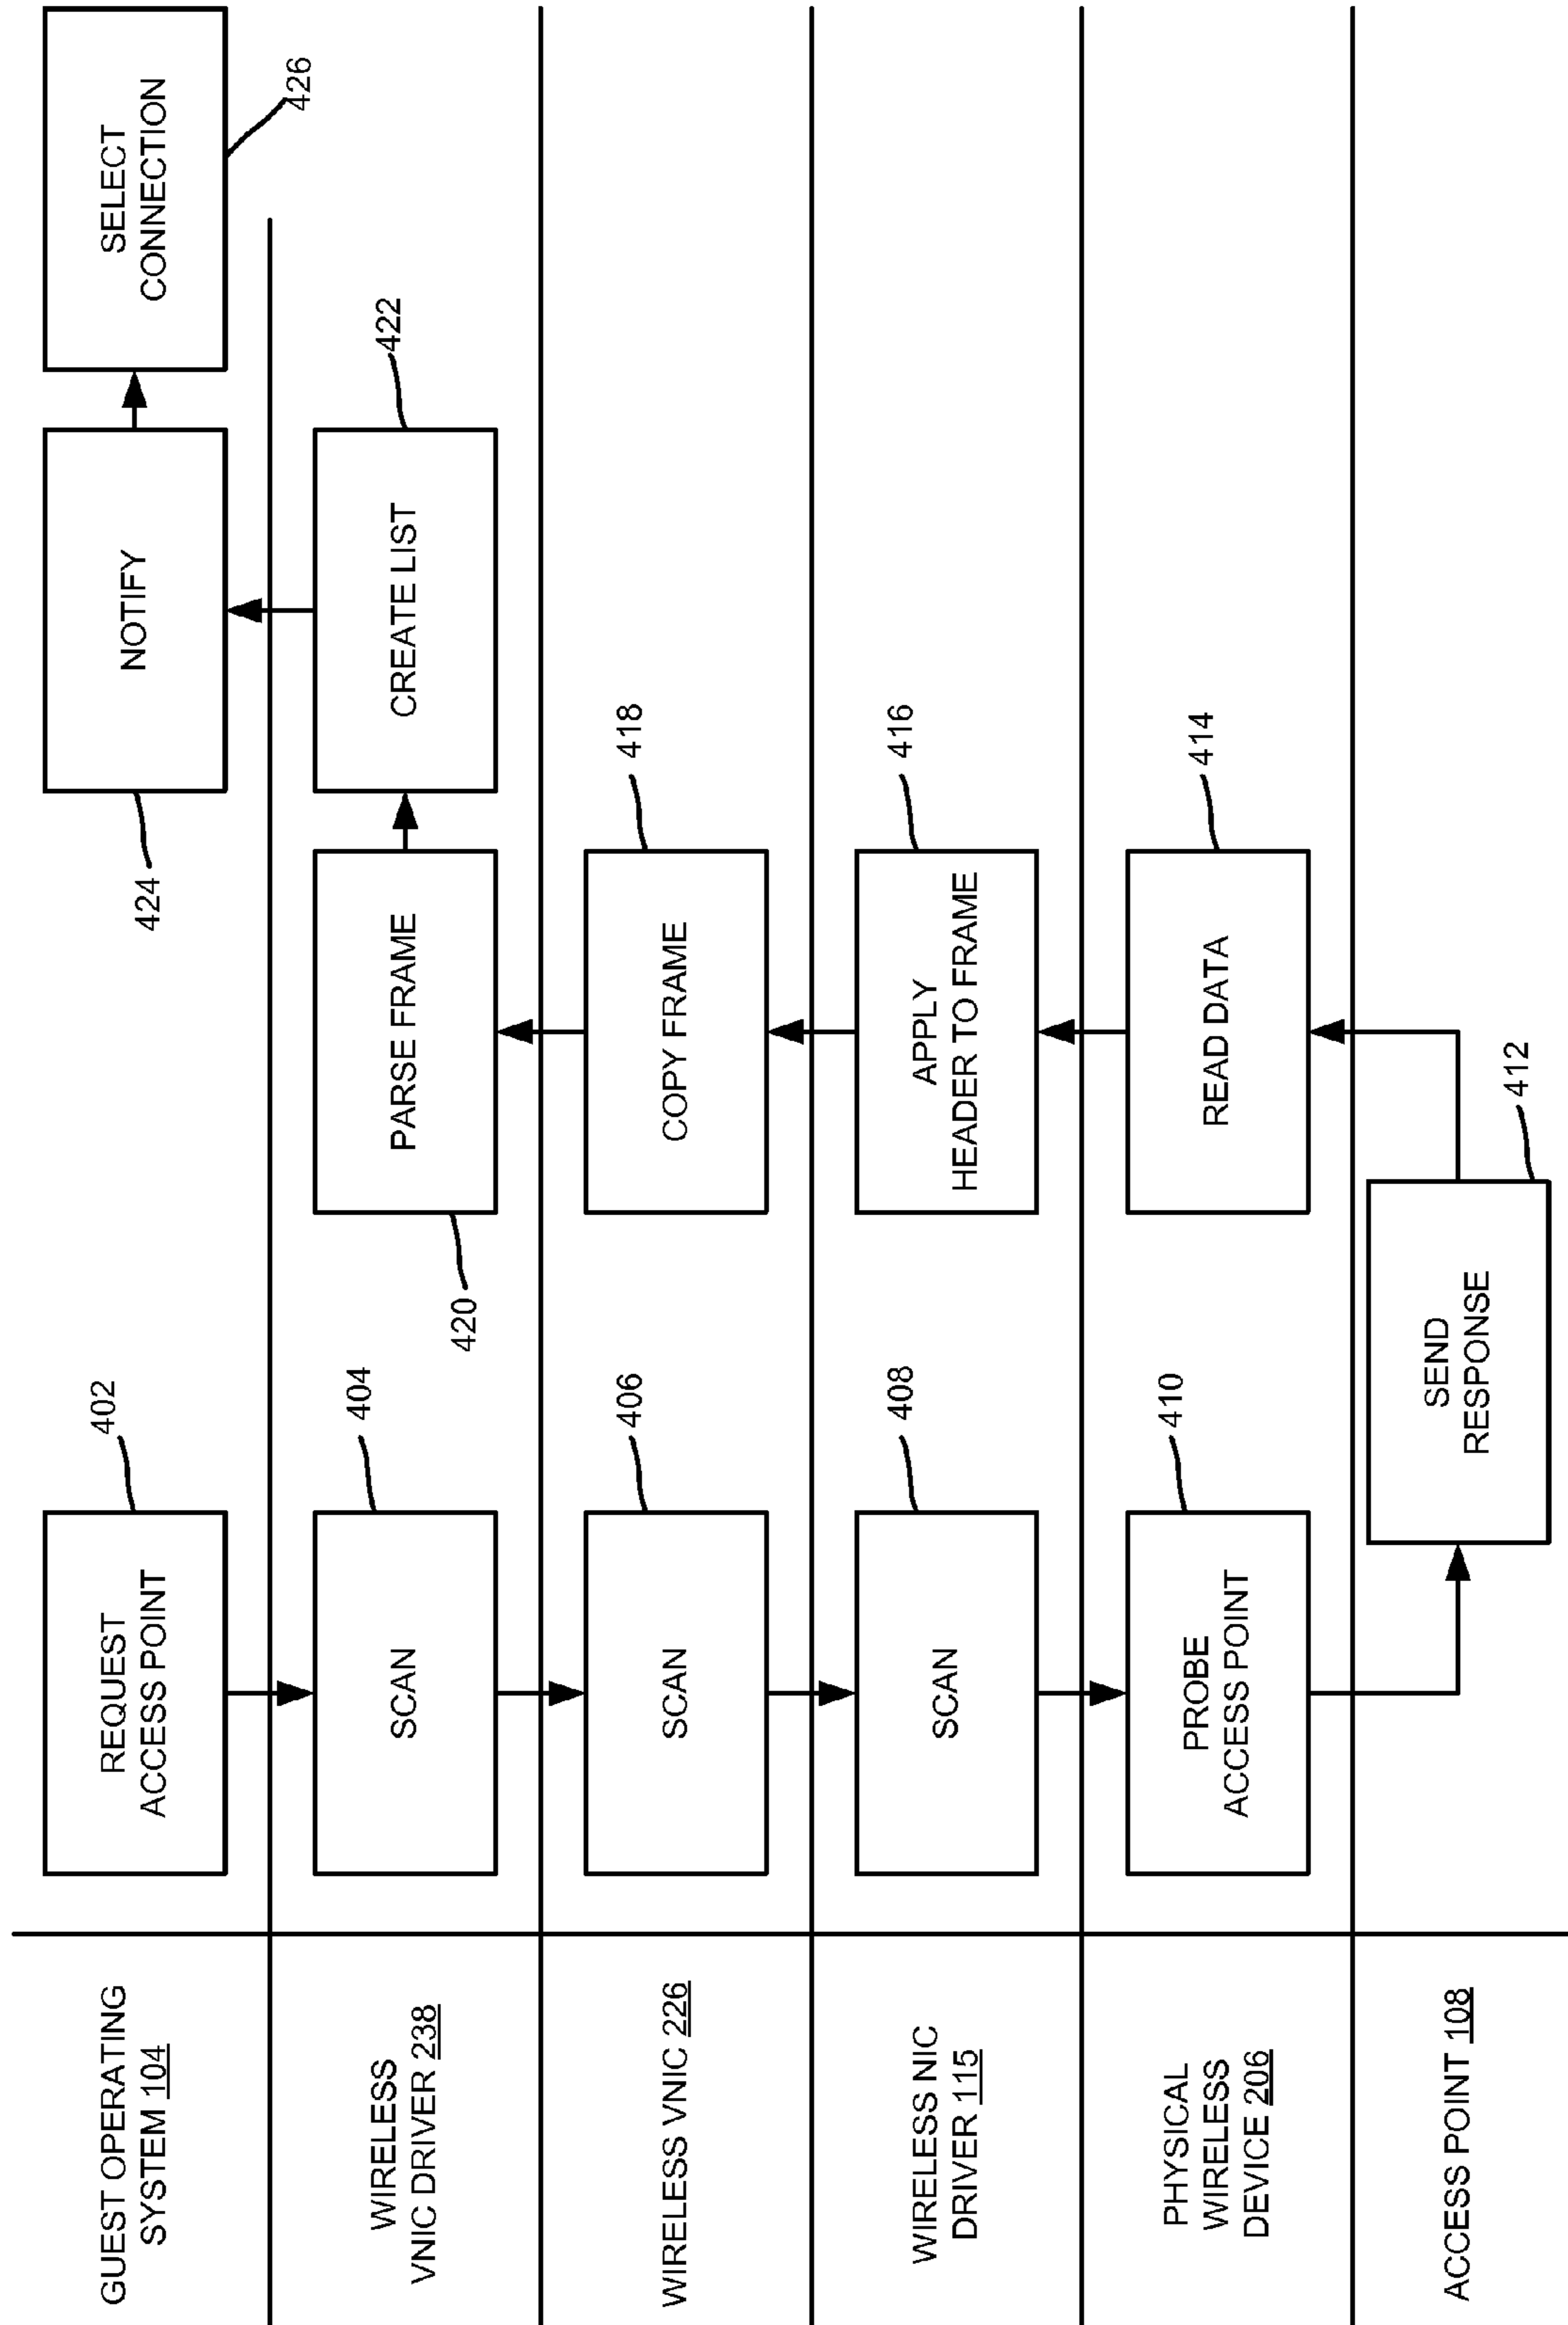 GUEST OPERATING
SYSTEM 104
REQUEST
ACCESS POINT
402
NOTIFY
424
SELECT
CONNECTION
426
WIRELESS
VNIC DRIVER 238
SCAN
404
PARSE FRAME
420
CREATE LIST
422
WIRELESS VNIC 226
SCAN
406
COPY FRAME
418
WIRELESS NIC
DRIVER 115
SCAN
408
APPLY
HEADER TO FRAME
416
PHYSICAL
WIRELESS
DEVICE 206
PROBE
ACCESS POINT
410
READ DATA
414
ACCESS POINT 108
SEND
RESPONSE
412